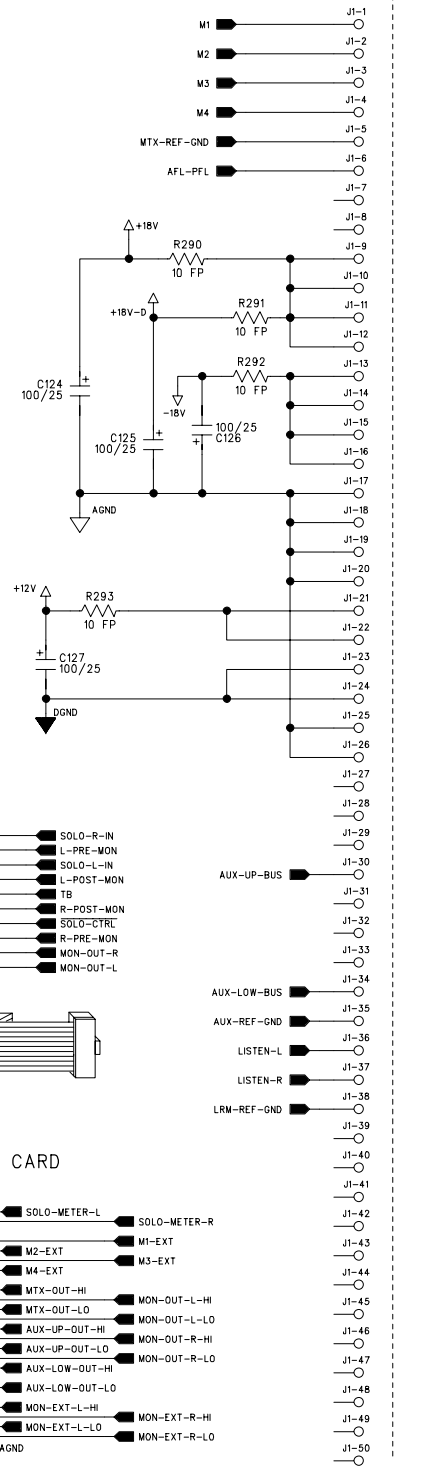 J1-1
M1
J1-2
M2
J1-3
M3
J1-4
M4
J1-5
MTX-REF-GND
J1-6
AFL-PFL
J1-7
J1-8
+18V
R290
10 FP
J1-9
J1-10
+18V-D
R291
10 FP
J1-11
J1-12
R292
10 FP
J1-13
C124
100/25
-18V
J1-14
100/25
C126
C125
100/25
J1-15
J1-16
J1-17
AGND
J1-18
J1-19
J1-20
+12V
R293
10 FP
J1-21
J1-22
C127
100/25
J1-23
J1-24
DGND
J1-25
J1-26
J1-27
J1-28
J1-29
SOLO-R-IN
L-PRE-MON
SOLO-L-IN
L-POST-MON
TB
R-POST-MON
SOLO-CTRL
R-PRE-MON
MON-OUT-R
MON-OUT-L
J1-30
AUX-UP-BUS
J1-31
J1-32
J1-33
J1-34
AUX-LOW-BUS
J1-35
AUX-REF-GND
J1-36
LISTEN-L
J1-37
LISTEN-R
J1-38
LRM-REF-GND
J1-39
J1-40
CARD
J1-41
J1-42
SOLO-METER-L
SOLO-METER-R
M1-EXT
J1-43
M2-EXT
M3-EXT
M4-EXT
J1-44
MTX-OUT-HI
MON-OUT-L-HI
J1-45
MTX-OUT-LO
MON-OUT-L-LO
AUX-UP-OUT-HI
MON-OUT-R-HI
J1-46
AUX-UP-OUT-LO
MON-OUT-R-LO
J1-47
AUX-LOW-OUT-HI
AUX-LOW-OUT-LO
J1-48
MON-EXT-L-HI
MON-EXT-R-HI
J1-49
MON-EXT-L-LO
MON-EXT-R-LO
AGND
J1-50